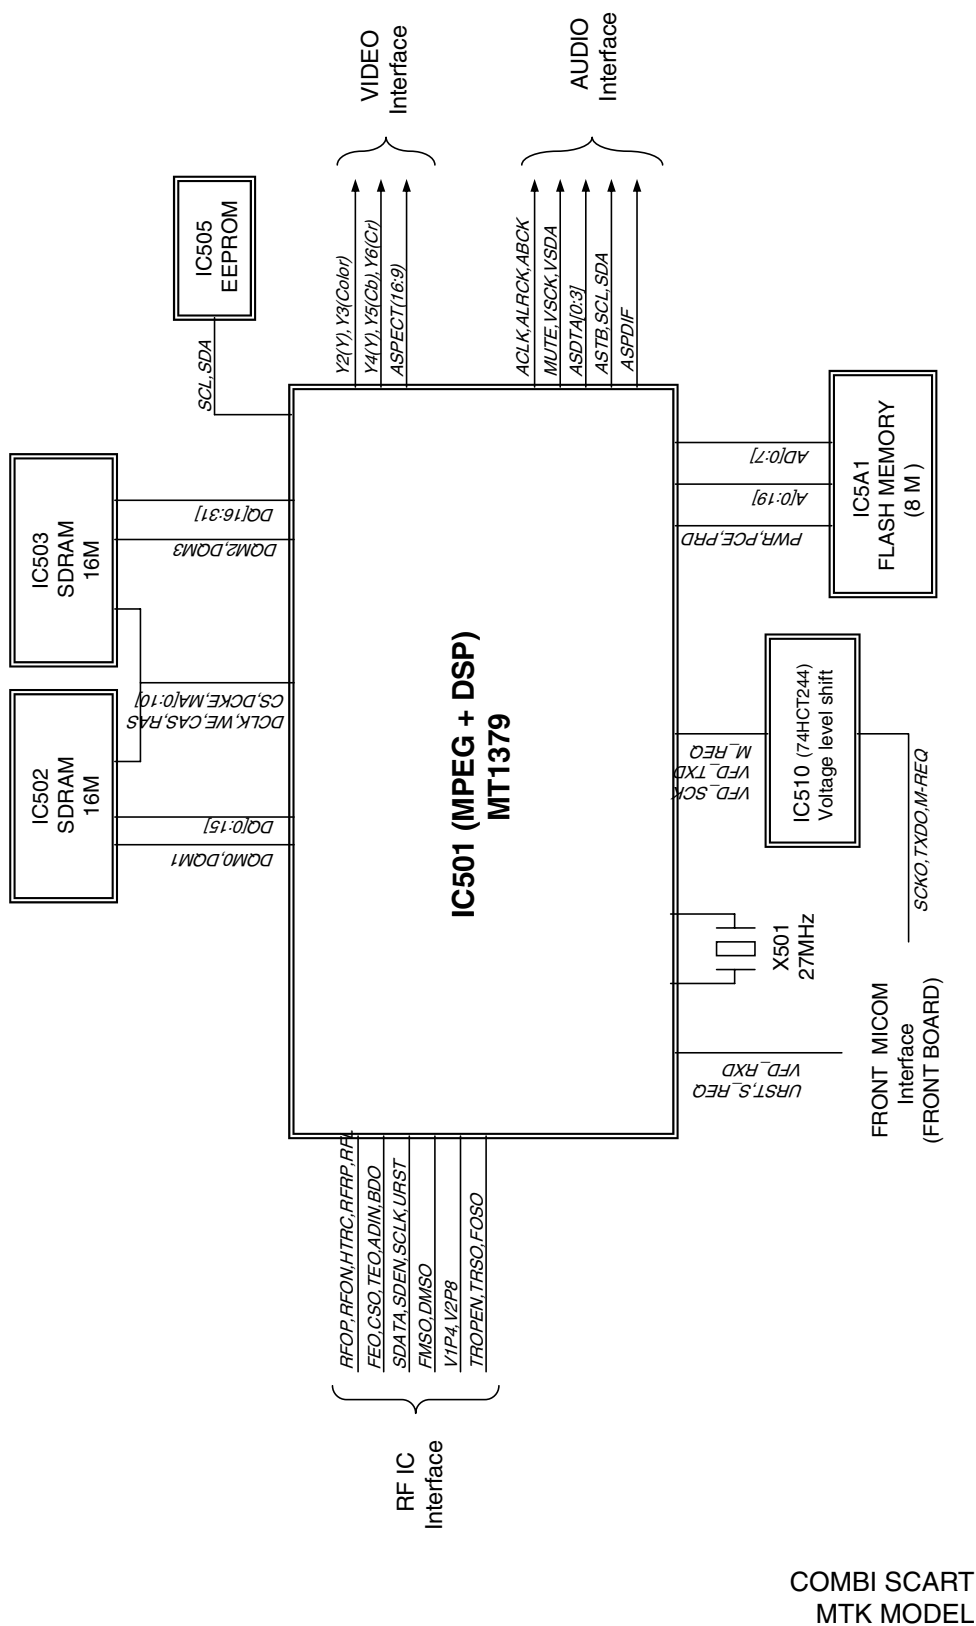 VIDEO
Interface
AUDIO
Interface
IC505
EEPROM
SCL,SDA
Y2(Y),Y3(Color)
Y4(Y),Y5(Cb),Y6(Cr)
ASPECT(16:9)
ACLK,ALRCK,ABCK
MUTE,VSCK,VSDA
ASDTA[0:3]
ASTB,SCL,SDA
ASPDIF
IC503
SDRAM
16M
DQ[16:31]
DQM2,DQM3
CS,DCKE,MA[0:10]
DCLK,WE,CAS,RAS
IC502
SDRAM
16M
DQ[0:15]
DQM0,DQM1
IC501 (MPEG + DSP)
MT1379
AD[0:7]
A[0:19]
PWR,PCE,PRD
IC5A1
FLASH MEMORY
(8 M )
M_REQ
VFD_TXD
VFD_SCK
IC510 (74HCT244)
Voltage level shift
SCKO,TXDO,M-REQ
X501
27MHz
VFD_RXD
URST,S_REQ
FRONT MICOM
Interface
(FRONT BOARD)
RFOP,RFON,HTRC,RFRP,RFL
FEO,CSO,TEO,ADIN,BDO
SDATA,SDEN,SCLK,URST
FMSO,DMSO
V1P4,V2P8
TROPEN,TRSO,FOSO
RF IC
Interface
COMBI SCART
MTK MODEL